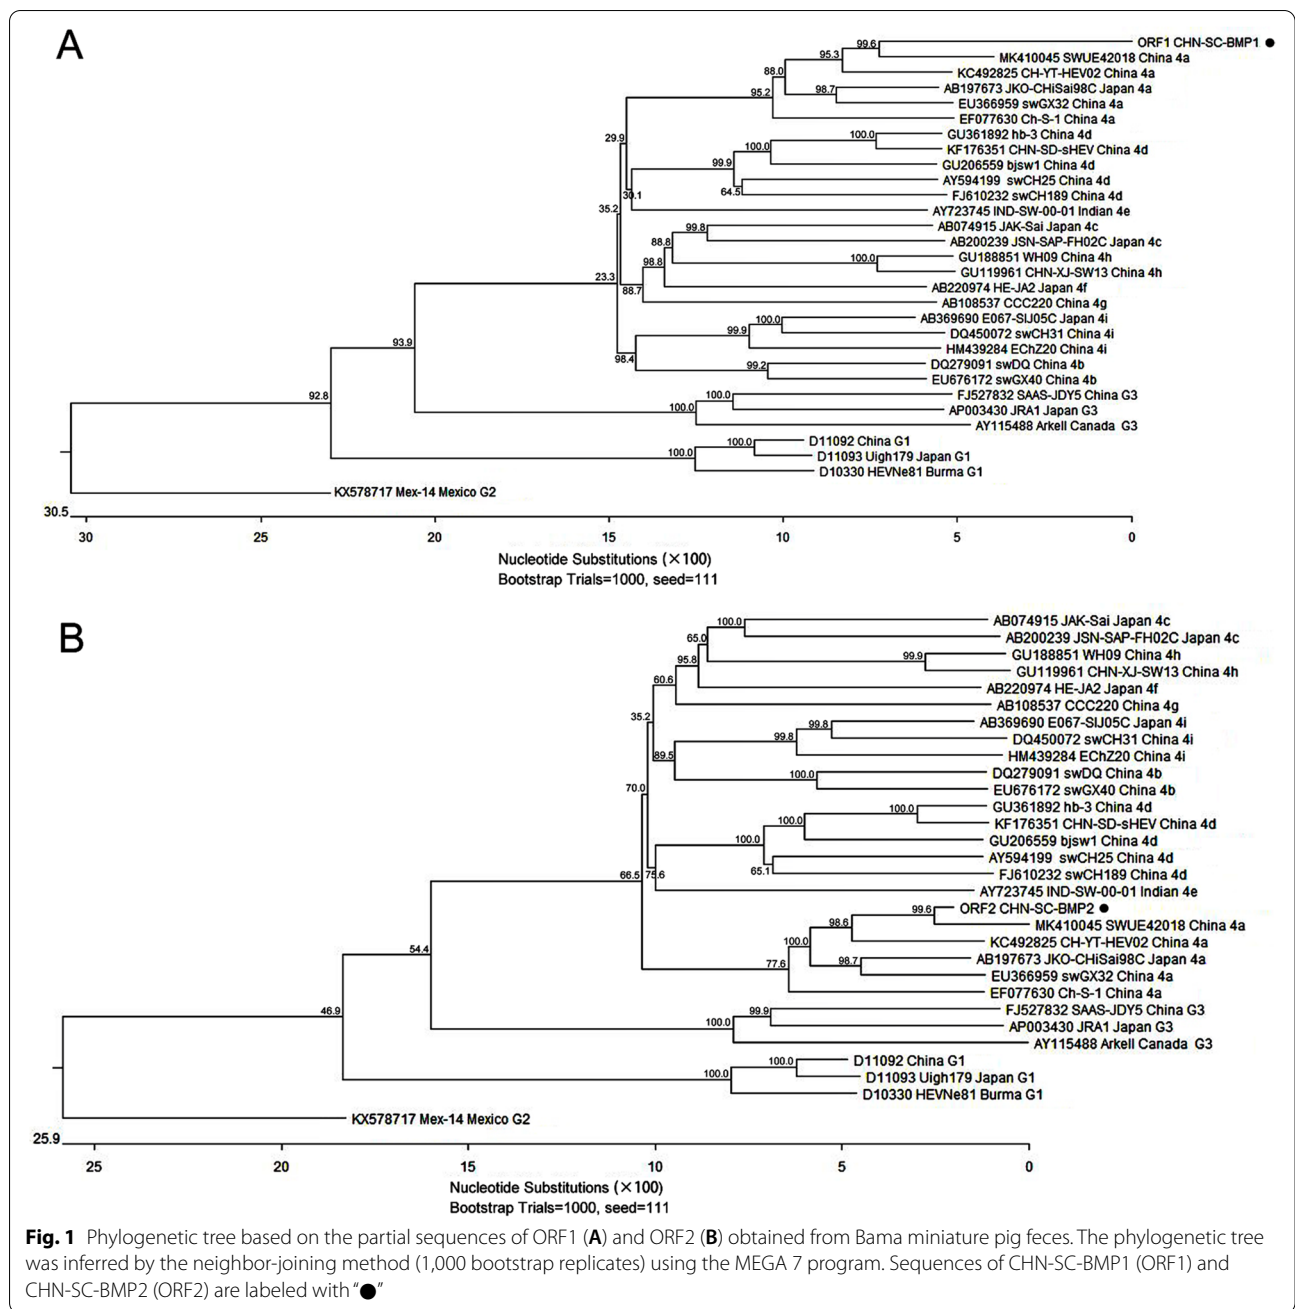 A
99.6
ORF1 CHN-SC-BMP1 ●
95.3
MK410045 SWUE42018 China 4a
88.0
KC492825 CH-YT-HEV02 China 4a
95.2
98.7
AB197673 JKO-CHiSai98C Japan 4a
EU366959 swGX32 China 4a
EF077630 Ch-S-1 China 4a
29.9
100.0
GU361892 hb-3 China 4d
100.0
KF176351 CHN-SD-sHEV China 4d
99.9
GU206559 bjsw1 China 4d
AY594199 swCH25 China 4d
30.1
64.5
FJ610232 swCH189 China 4d
35.2
AY723745 IND-SW-00-01 Indian 4e
99.8
AB074915 JAK-Sai Japan 4c
88.8
AB200239 JSN-SAP-FH02C Japan 4c
98.8
100.0
GU188851 WH09 China 4h
23.3
GU119961 CHN-XJ-SW13 China 4h
88.7
AB220974 HE-JA2 Japan 4f
AB108537 CCC220 China 4g
100.0
AB369690 E067-SIJ05C Japan 4i
99.9
DQ450072 swCH31 China 4i
93.9
HM439284 EChZ20 China 4i
98.4
99.2
DQ279091 swDQ China 4b
EU676172 swGX40 China 4b
92.8
100.0
FJ527832 SAAS-JDY5 China G3
100.0
AP003430 JRA1 Japan G3
AY115488 Arkell Canada G3
100.0
D11092 China G1
100.0
D11093 Uigh179 Japan G1
D10330 HEVNe81 Burma G1
KX578717 Mex-14 Mexico G2
30.5
30 25 20 15 10 5 0
Nucleotide Substitutions (×100)
Bootstrap Trials=1000, seed=111
B
100.0
AB074915 JAK-Sai Japan 4c
65.0
AB200239 JSN-SAP-FH02C Japan 4c
95.8
99.9
GU188851 WH09 China 4h
GU119961 CHN-XJ-SW13 China 4h
60.6
AB220974 HE-JA2 Japan 4f
AB108537 CCC220 China 4g
35.2
99.8
AB369690 E067-SIJ05C Japan 4i
99.8
DQ450072 swCH31 China 4i
89.5
HM439284 EChZ20 China 4i
100.0
DQ279091 swDQ China 4b
70.0
EU676172 swGX40 China 4b
100.0
GU361892 hb-3 China 4d
100.0
KF176351 CHN-SD-sHEV China 4d
100.0
GU206559 bjsw1 China 4d
AY594199 swCH25 China 4d
66.5
75.6
65.1
FJ610232 swCH189 China 4d
AY723745 IND-SW-00-01 Indian 4e
99.6
ORF2 CHN-SC-BMP2 ●
98.6
MK410045 SWUE42018 China 4a
100.0
KC492825 CH-YT-HEV02 China 4a
54.4
77.6
98.7
AB197673 JKO-CHiSai98C Japan 4a
EU366959 swGX32 China 4a
EF077630 Ch-S-1 China 4a
46.9
99.9
FJ527832 SAAS-JDY5 China G3
100.0
AP003430 JRA1 Japan G3
AY115488 Arkell Canada G3
100.0
D11092 China G1
100.0
D11093 Uigh179 Japan G1
D10330 HEVNe81 Burma G1
KX578717 Mex-14 Mexico G2
25.9
25 20 15 10 5 0
Nucleotide Substitutions (×100)
Bootstrap Trials=1000, seed=111
Fig. 1 Phylogenetic tree based on the partial sequences of ORF1 (A) and ORF2 (B) obtained from Bama miniature pig feces. The phylogenetic tree
was inferred by the neighbor-joining method (1,000 bootstrap replicates) using the MEGA 7 program. Sequences of CHN-SC-BMP1 (ORF1) and
CHN-SC-BMP2 (ORF2) are labeled with "●"